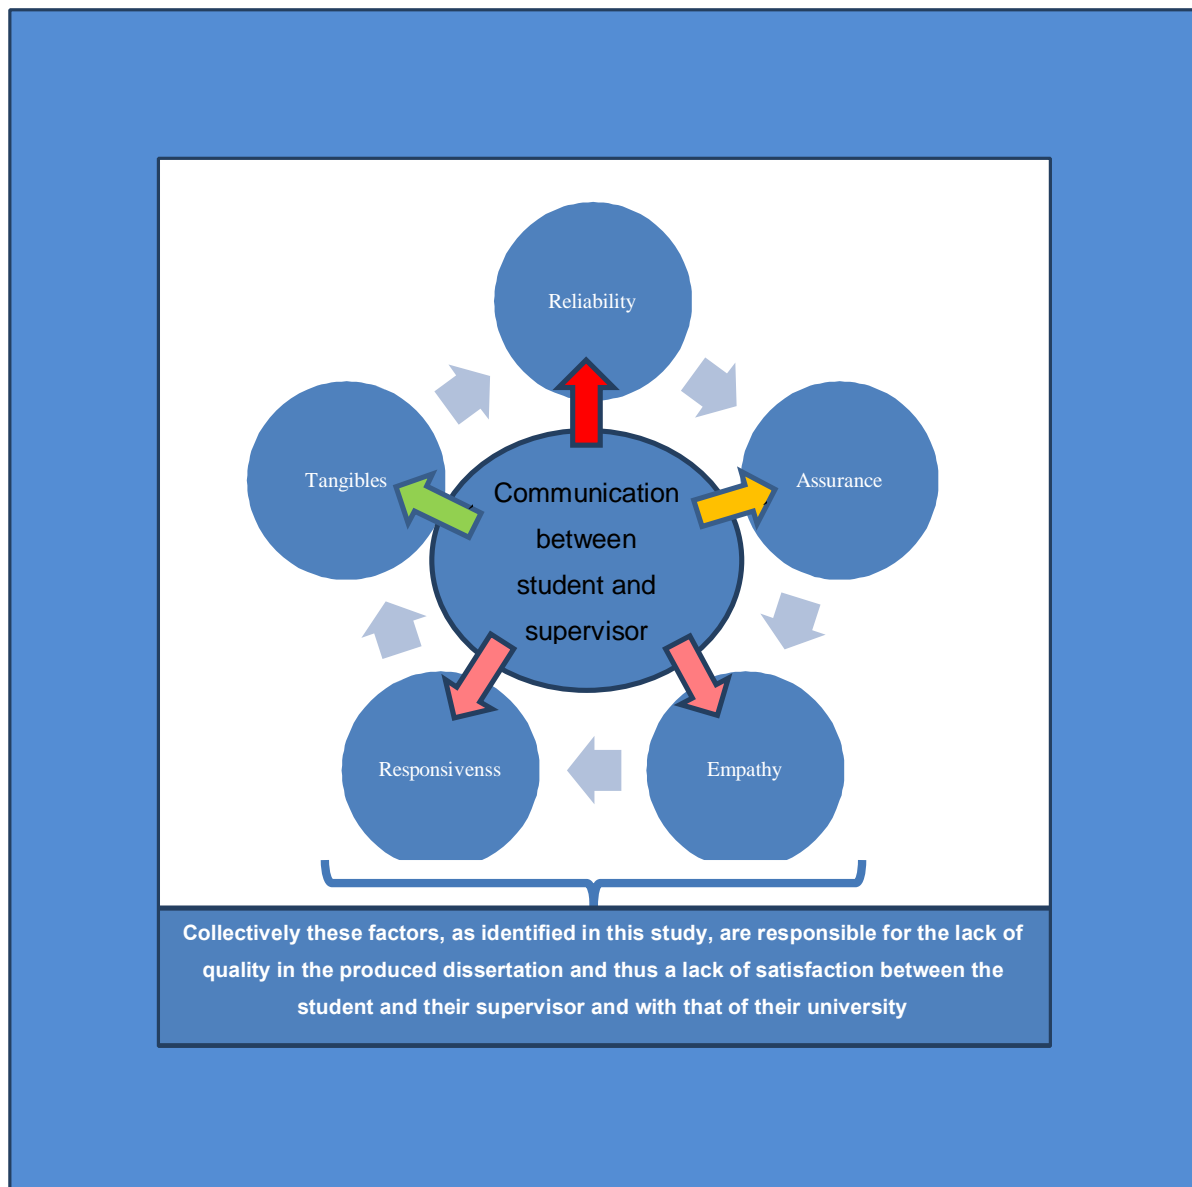 Reliability
Tangibles
Assurance
Communication
between
student and
supervisor
Responsivenss
Empathy
Collectively these factors, as identified in this study, are responsible for the lack of
quality in the produced dissertation and thus a lack of satisfaction between the
student and their supervisor and with that of their university